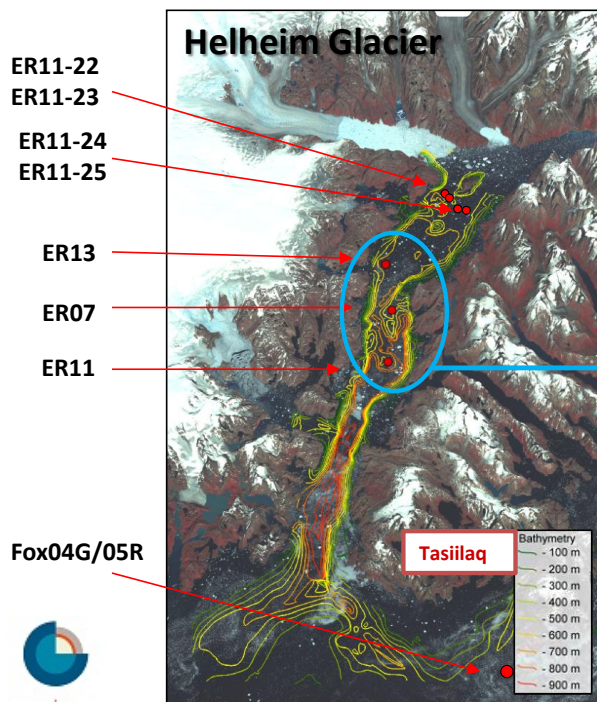 Helheim Glacier
ER11-22
ER11-23
ER11-24
ER11-25
ER13
ER07
ER11
Fox04G/05R
Tasiilaq
Bathymetry
- 100 m
- 200 m
- 300 m
- 400 m
- 500 m
- 600 m
- 700 m
- 800 m
- 900 m